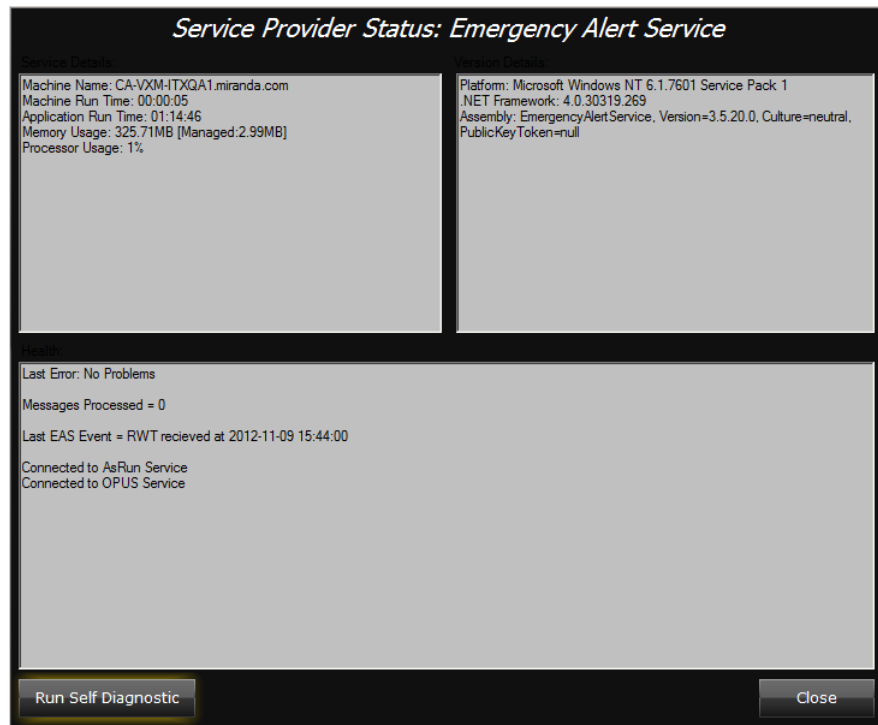 Service Provider Status: Emergency Alert Service
Service Details:
Version Details:
Machine Name: CA-VXM-ITXQA1.miranda.com
Machine Run Time: 00:00:05
Application Run Time: 01:14:46
Memory Usage: 325.71MB [Managed:2.99MB]
Processor Usage: 1%
Platform: Microsoft Windows NT 6.1.7601 Service Pack 1
.NET Framework: 4.0.30319.269
Assembly: EmergencyAlertService, Version=3.5.20.0, Culture=neutral,
PublicKeyToken=null
Health:
Last Error: No Problems
Messages Processed = 0
Last EAS Event = RWT recieved at 2012-11-09 15:44:00
Connected to AsRun Service
Connected to OPUS Service
Run Self Diagnostic
Close